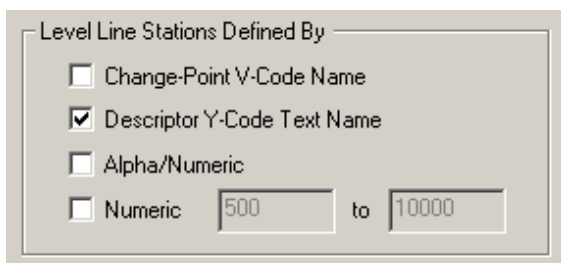 Level Line Stations Defined By
Change-Point V-Code Name
Descriptor Y-Code Text Name
Alpha/Numeric
Numeric 500 to 10000